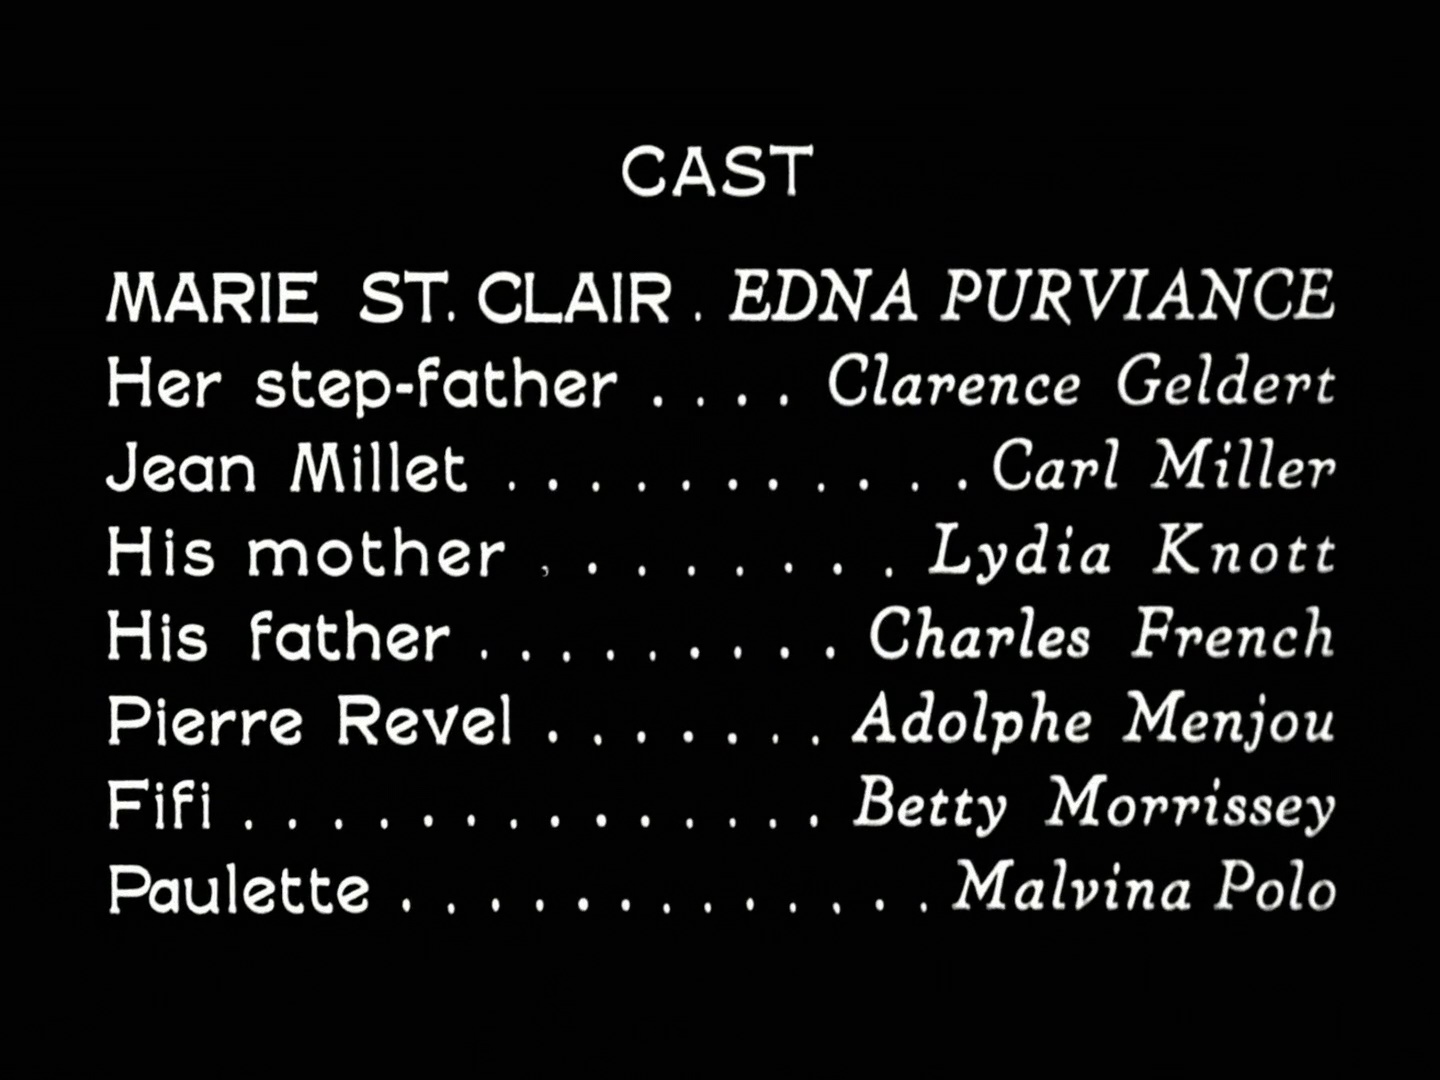 CAST
MARIE ST. CLAIR . EDNA PURVIANCE
Her step-father . . . . Clarence Geldert
Jean Millet . . . . . . . . . . . Carl Miller
His mother , . . . . . . . Lydia Knott
His father . . . . . . . . . Charles French
Pierre Revel . . . . . . . Adolphe Menjou
Fifi . . . . . . . . . . . . . . Betty Morrissey
Paulette . . . . . . . . . . . . . Malvina Polo